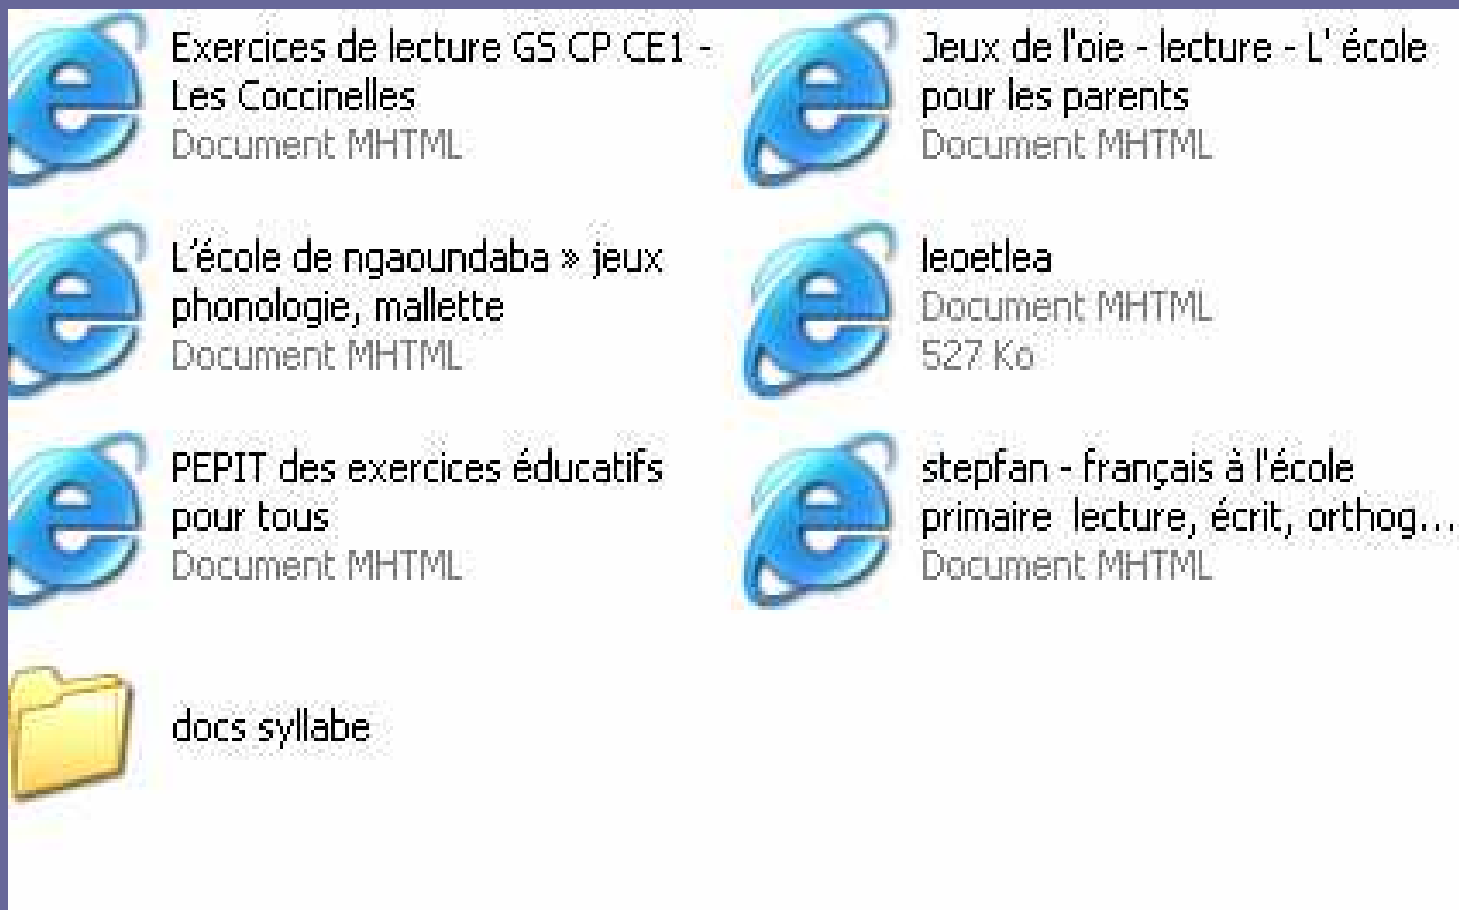 Exercices de lecture GS CP CE1 -
Les Coccinelles
Document MHTML
Jeux de l'oie - lecture - L' école
pour les parents
Document MHTML
L'école de ngaoundaba » jeux
phonologie, mallette
Document MHTML
leoetlea
Document MHTML
527 Ko
PEPIT des exercices éducatifs
pour tous
Document MHTML
stepfan - français à l'école
primaire  lecture, écrit, orthog...
Document MHTML
docs syllabe